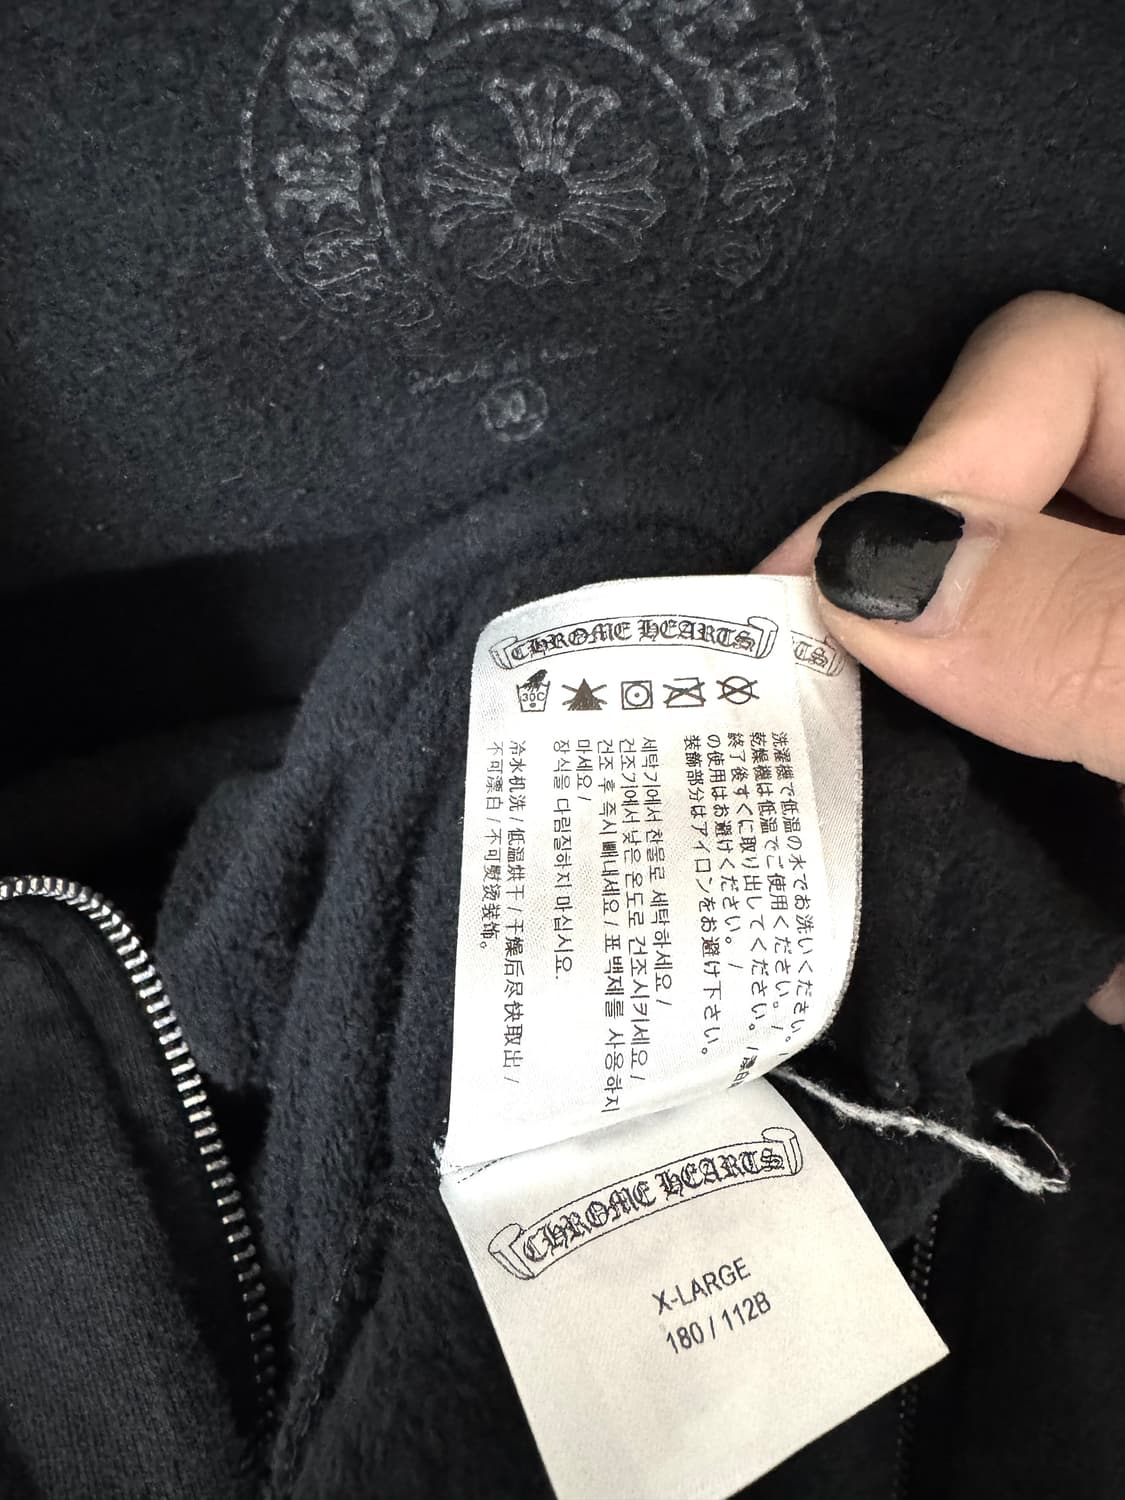 CHROME HEARTS
RTS
30C
洗濯機で低温の水でお洗いください。/
乾燥機は低温でご使用ください。/
終了後すぐに取り出してください。/漂白
の使用はお避けください。/
装飾部分はアイロンをお避け下さい。
세탁기에서 찬물로 세탁하세요 /
건조기에서 낮은 온도로 건조시키세요 /
건조 후 즉시 빼내세요 / 표백제를 사용하지
마세요 /
장식을 다림질하지 마십시오.
冷水机洗 / 低温烘干 / 干燥后尽快取出 /
不可漂白 / 不可熨烫装饰。
CHROME HEARTS
X-LARGE
180 / 112B